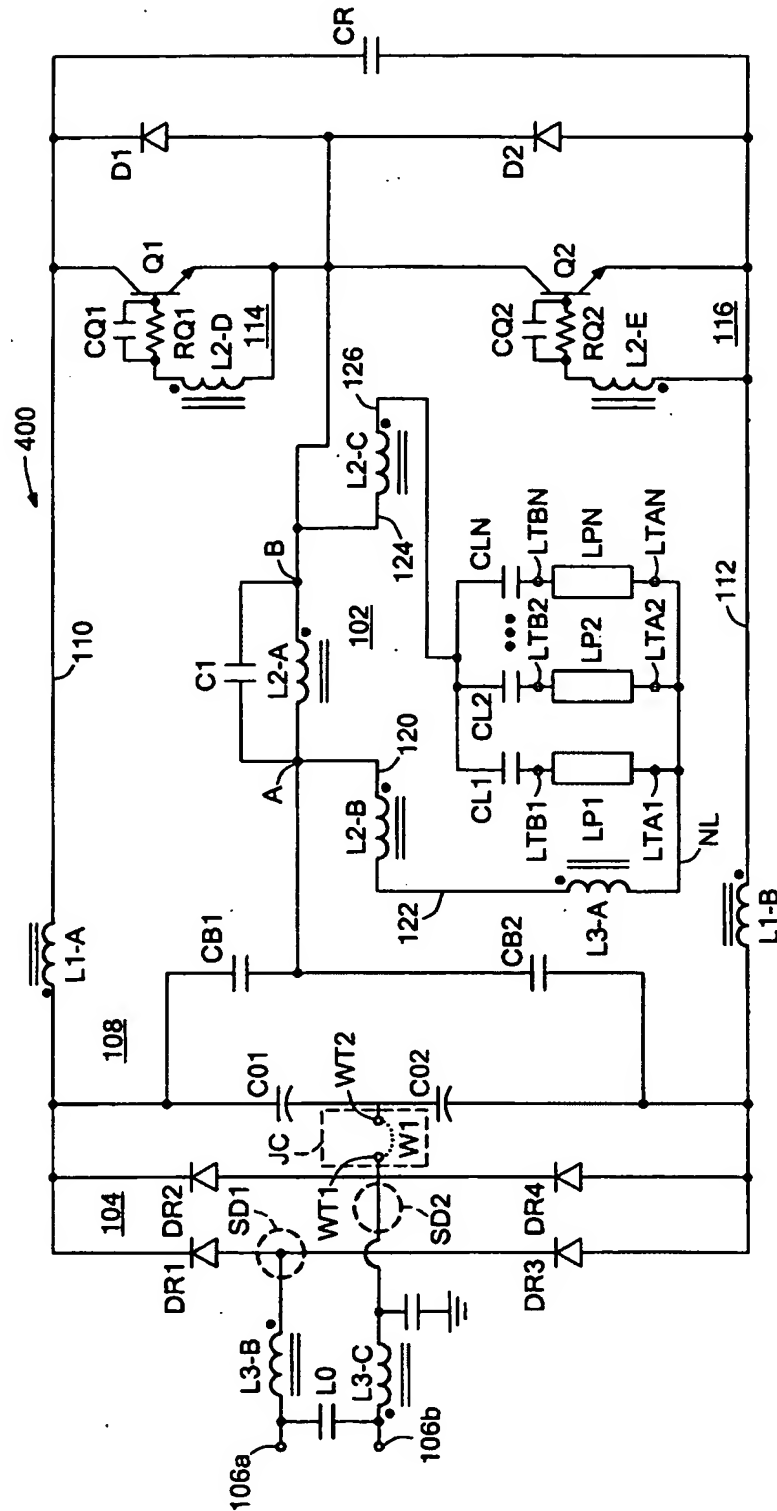 400
110
L1-A
108
104
DR1
DR2
SD1
C01
CB1
JC
WT2
W1
WT1
C02
CB2
SD2
L3-B
L0
L3-C
106a
106b
DR3
DR4
A
C1
L2-A
B
102
120
L2-B
122
L3-A
124
L2-C
126
CL1
CL2
CLN
LTB1
LTB2
LTBN
LP1
LP2
LPN
LTA1
LTA2
LTAN
NL
L1-B
112
CQ1
RQ1
L2-D
Q1
114
CQ2
RQ2
L2-E
Q2
116
D1
D2
CR